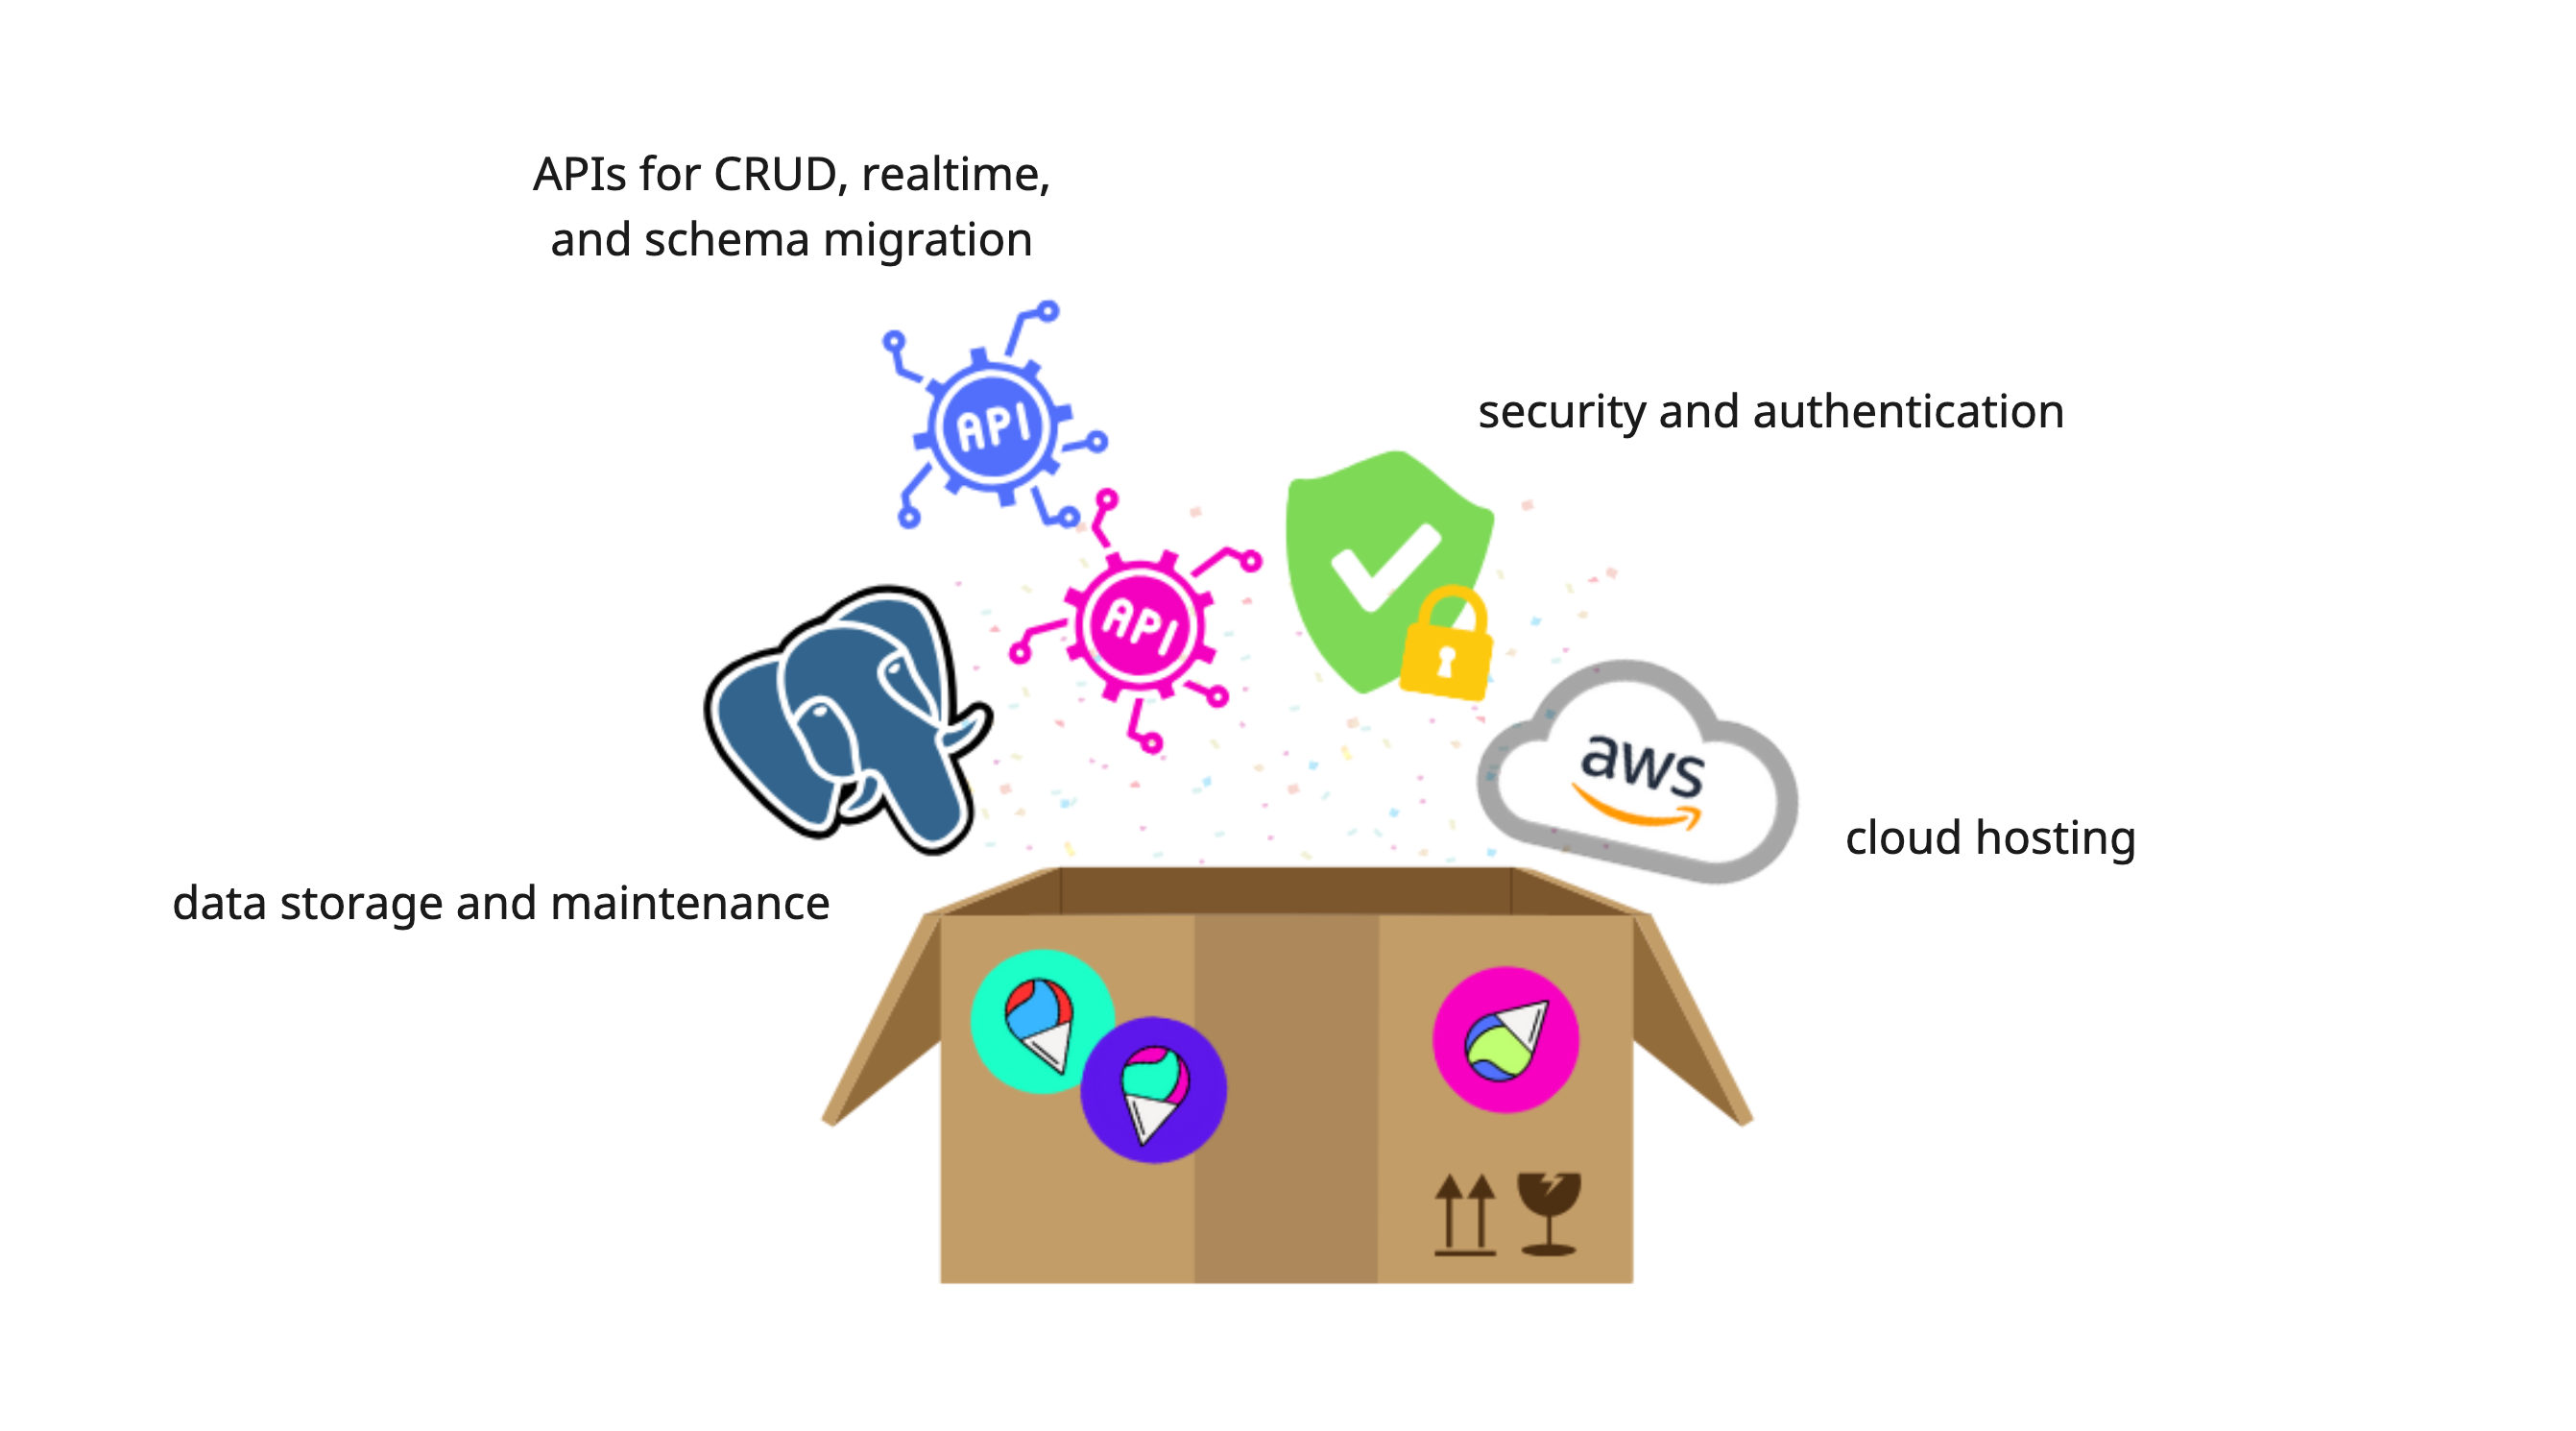 APIs for CRUD, realtime,
and schema migration
API
security and authentication
API
aws
cloud hosting
data storage and maintenance